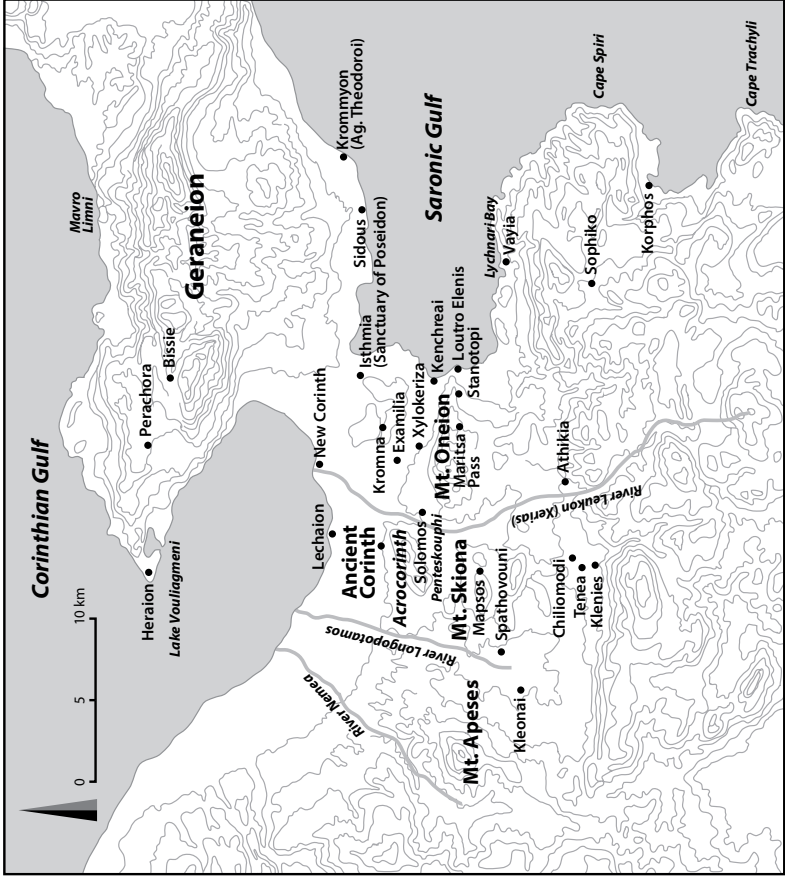 Corinthian Gulf
Mavro
Limni
Heraion
Lake Vouliagmeni
Perachora
Bissie
Geraneion
0
5
10 km
New Corinth
Lechaion
Krommyon
(Ag. Theodoroi)
Sidous
Isthmia
(Sanctuary of Poseidon)
Saronic Gulf
Ancient
Corinth
Kromna
Examilia
Acrocorinth
Xylokeriza
Kenchreai
Loutro Elenis
Stanotopi
Solomos
Penteskouphi
Mt. Oneion
Maritsa
Pass
Lychnari Bay
Vayia
River Nemea
River Longopotamos
Mt. Skiona
Mapsos
Spathovouni
Mt. Apeses
Kleonai
River Leukon (Xerias)
Athikia
Chiliomodi
Tenea
Klenies
Sophiko
Korphos
Cape Spiri
Cape Trachyli